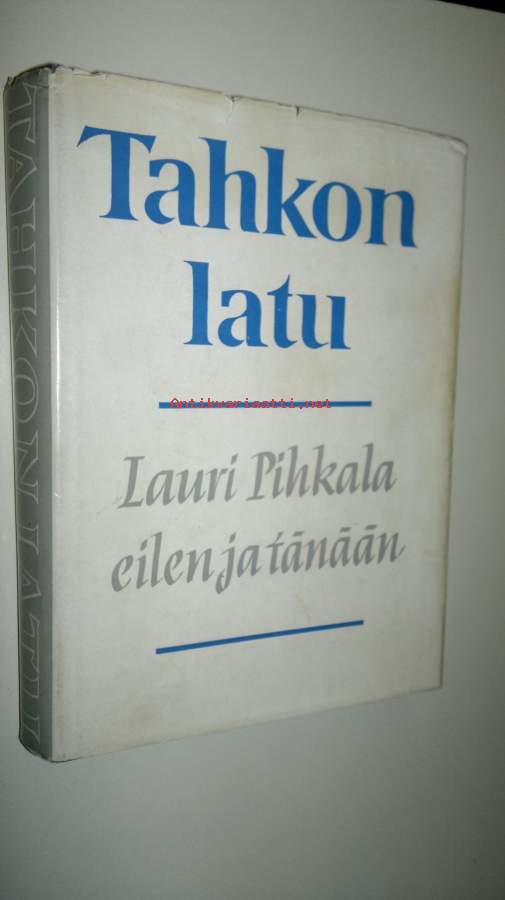 Tahkon
latu
Antikvariaatti.net
Lauri Pihkala
eilen ja tänään
TAHKON LATU